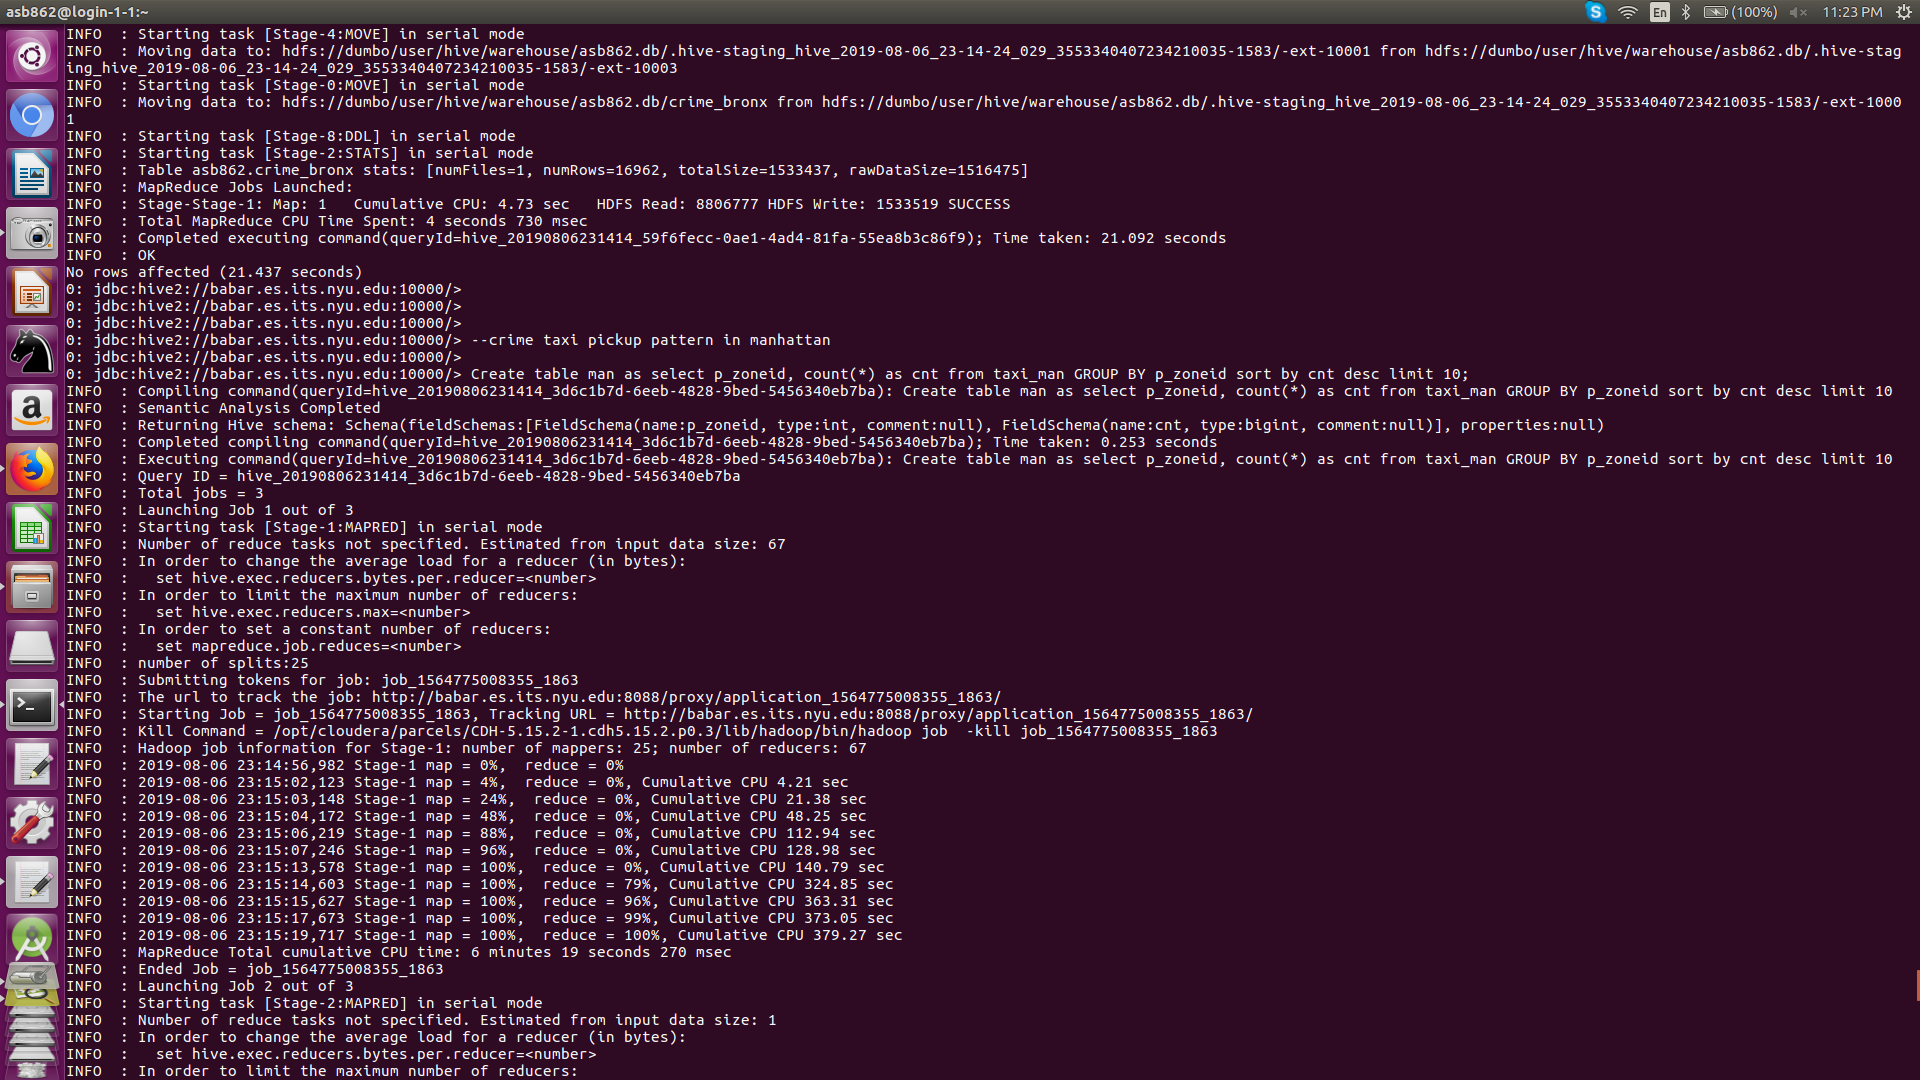 asb862@login-1-1:~
En
(100%)
11:23 PM
INFO  : Starting task [Stage-4:MOVE] in serial mode
INFO  : Moving data to: hdfs://dumbo/user/hive/warehouse/asb862.db/.hive-staging_hive_2019-08-06_23-14-24_029_3553340407234210035-1583/-ext-10001 from hdfs://dumbo/user/hive/warehouse/asb862.db/.hive-stag
ing_hive_2019-08-06_23-14-24_029_3553340407234210035-1583/-ext-10003
INFO  : Starting task [Stage-0:MOVE] in serial mode
INFO  : Moving data to: hdfs://dumbo/user/hive/warehouse/asb862.db/crime_bronx from hdfs://dumbo/user/hive/warehouse/asb862.db/.hive-staging_hive_2019-08-06_23-14-24_029_3553340407234210035-1583/-ext-1000
1
INFO  : Starting task [Stage-8:DDL] in serial mode
INFO  : Starting task [Stage-2:STATS] in serial mode
INFO  : Table asb862.crime_bronx stats: [numFiles=1, numRows=16962, totalSize=1533437, rawDataSize=1516475]
INFO  : MapReduce Jobs Launched:
INFO  : Stage-Stage-1: Map: 1   Cumulative CPU: 4.73 sec   HDFS Read: 8806777 HDFS Write: 1533519 SUCCESS
INFO  : Total MapReduce CPU Time Spent: 4 seconds 730 msec
INFO  : Completed executing command(queryId=hive_20190806231414_59f6fecc-0ae1-4ad4-81fa-55ea8b3c86f9); Time taken: 21.092 seconds
INFO  : OK
No rows affected (21.437 seconds)
0: jdbc:hive2://babar.es.its.nyu.edu:10000/>
0: jdbc:hive2://babar.es.its.nyu.edu:10000/>
0: jdbc:hive2://babar.es.its.nyu.edu:10000/>
0: jdbc:hive2://babar.es.its.nyu.edu:10000/> --crime taxi pickup pattern in manhattan
0: jdbc:hive2://babar.es.its.nyu.edu:10000/>
0: jdbc:hive2://babar.es.its.nyu.edu:10000/> Create table man as select p_zoneid, count(*) as cnt from taxi_man GROUP BY p_zoneid sort by cnt desc limit 10;
INFO  : Compiling command(queryId=hive_20190806231414_3d6c1b7d-6eeb-4828-9bed-5456340eb7ba): Create table man as select p_zoneid, count(*) as cnt from taxi_man GROUP BY p_zoneid sort by cnt desc limit 10
INFO  : Semantic Analysis Completed
INFO  : Returning Hive schema: Schema(fieldSchemas:[FieldSchema(name:p_zoneid, type:int, comment:null), FieldSchema(name:cnt, type:bigint, comment:null)], properties:null)
INFO  : Completed compiling command(queryId=hive_20190806231414_3d6c1b7d-6eeb-4828-9bed-5456340eb7ba); Time taken: 0.253 seconds
INFO  : Executing command(queryId=hive_20190806231414_3d6c1b7d-6eeb-4828-9bed-5456340eb7ba): Create table man as select p_zoneid, count(*) as cnt from taxi_man GROUP BY p_zoneid sort by cnt desc limit 10
INFO  : Query ID = hive_20190806231414_3d6c1b7d-6eeb-4828-9bed-5456340eb7ba
INFO  : Total jobs = 3
INFO  : Launching Job 1 out of 3
INFO  : Starting task [Stage-1:MAPRED] in serial mode
INFO  : Number of reduce tasks not specified. Estimated from input data size: 67
INFO  : In order to change the average load for a reducer (in bytes):
INFO  :   set hive.exec.reducers.bytes.per.reducer=<number>
INFO  : In order to limit the maximum number of reducers:
INFO  :   set hive.exec.reducers.max=<number>
INFO  : In order to set a constant number of reducers:
INFO  :   set mapreduce.job.reduces=<number>
INFO  : number of splits:25
INFO  : Submitting tokens for job: job_1564775008355_1863
INFO  : The url to track the job: http://babar.es.its.nyu.edu:8088/proxy/application_1564775008355_1863/
INFO  : Starting Job = job_1564775008355_1863, Tracking URL = http://babar.es.its.nyu.edu:8088/proxy/application_1564775008355_1863/
INFO  : Kill Command = /opt/cloudera/parcels/CDH-5.15.2-1.cdh5.15.2.p0.3/lib/hadoop/bin/hadoop job  -kill job_1564775008355_1863
INFO  : Hadoop job information for Stage-1: number of mappers: 25; number of reducers: 67
INFO  : 2019-08-06 23:14:56,982 Stage-1 map = 0%,  reduce = 0%
INFO  : 2019-08-06 23:15:02,123 Stage-1 map = 4%,  reduce = 0%, Cumulative CPU 4.21 sec
INFO  : 2019-08-06 23:15:03,148 Stage-1 map = 24%,  reduce = 0%, Cumulative CPU 21.38 sec
INFO  : 2019-08-06 23:15:04,172 Stage-1 map = 48%,  reduce = 0%, Cumulative CPU 48.25 sec
INFO  : 2019-08-06 23:15:06,219 Stage-1 map = 88%,  reduce = 0%, Cumulative CPU 112.94 sec
INFO  : 2019-08-06 23:15:07,246 Stage-1 map = 96%,  reduce = 0%, Cumulative CPU 128.98 sec
INFO  : 2019-08-06 23:15:13,578 Stage-1 map = 100%,  reduce = 0%, Cumulative CPU 140.79 sec
INFO  : 2019-08-06 23:15:14,603 Stage-1 map = 100%,  reduce = 79%, Cumulative CPU 324.85 sec
INFO  : 2019-08-06 23:15:15,627 Stage-1 map = 100%,  reduce = 96%, Cumulative CPU 363.31 sec
INFO  : 2019-08-06 23:15:17,673 Stage-1 map = 100%,  reduce = 99%, Cumulative CPU 373.05 sec
INFO  : 2019-08-06 23:15:19,717 Stage-1 map = 100%,  reduce = 100%, Cumulative CPU 379.27 sec
INFO  : MapReduce Total cumulative CPU time: 6 minutes 19 seconds 270 msec
INFO  : Ended Job = job_1564775008355_1863
INFO  : Launching Job 2 out of 3
INFO  : Starting task [Stage-2:MAPRED] in serial mode
INFO  : Number of reduce tasks not specified. Estimated from input data size: 1
INFO  : In order to change the average load for a reducer (in bytes):
INFO  :   set hive.exec.reducers.bytes.per.reducer=<number>
INFO  : In order to limit the maximum number of reducers: